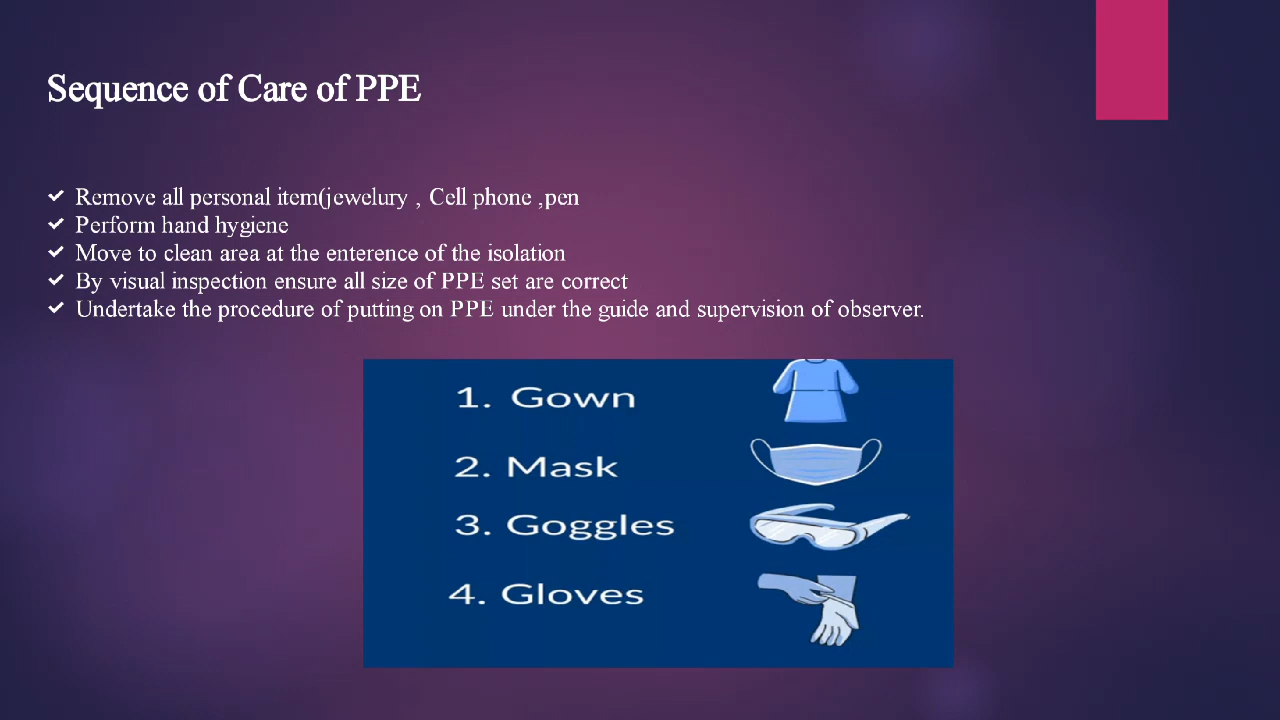 Sequence of Care of PPE
Remove all personal item(jewelury , Cell phone ,pen
Perform hand hygiene
Move to clean area at the enterence of the isolation
By visual inspection ensure all size of PPE set are correct
Undertake the procedure of putting on PPE under the guide and supervision of observer.
1. Gown
2. Mask
3. Goggles
4. Gloves